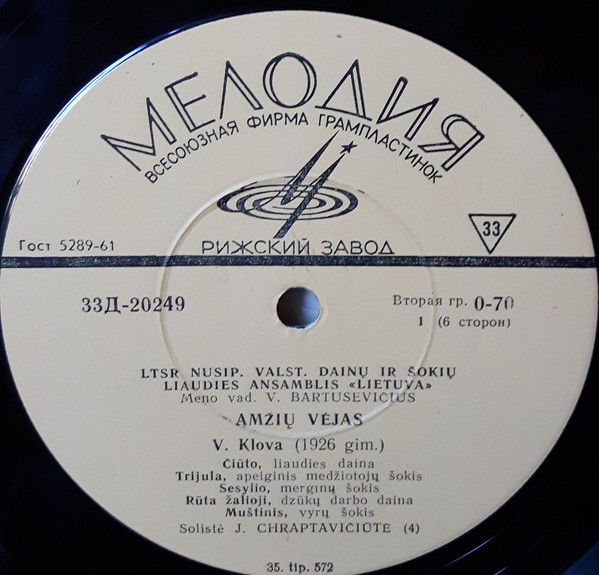 МЕЛОДИЯ
ВСЕСОЮЗНАЯ ФИРМА ГРАМПЛАСТИНОК
Гост 5289-61
РИЖСКИЙ ЗАВОД
33
33Д-20249
Вторая гр. 0-70
1 (6 сторон)
LTSR NUSIP. VALST. DAINŲ IR ŠOKIŲ
LIAUDIES ANSAMBLIS «LIETUVA»
Meno vad. V. BARTUSEVIČIUS
AMŽIŲ VĖJAS
V. Klova (1926 gim.)
Čiūto, liaudies daina
Trijula, apeiginis medžiotojų šokis
Sesylio, merginų šokis
Rūta žalioji, dzūkų darbo daina
Muštinis, vyrų šokis
Solistė J. CHRAPTAVIČIŪTĖ (4)
35. tip. 572